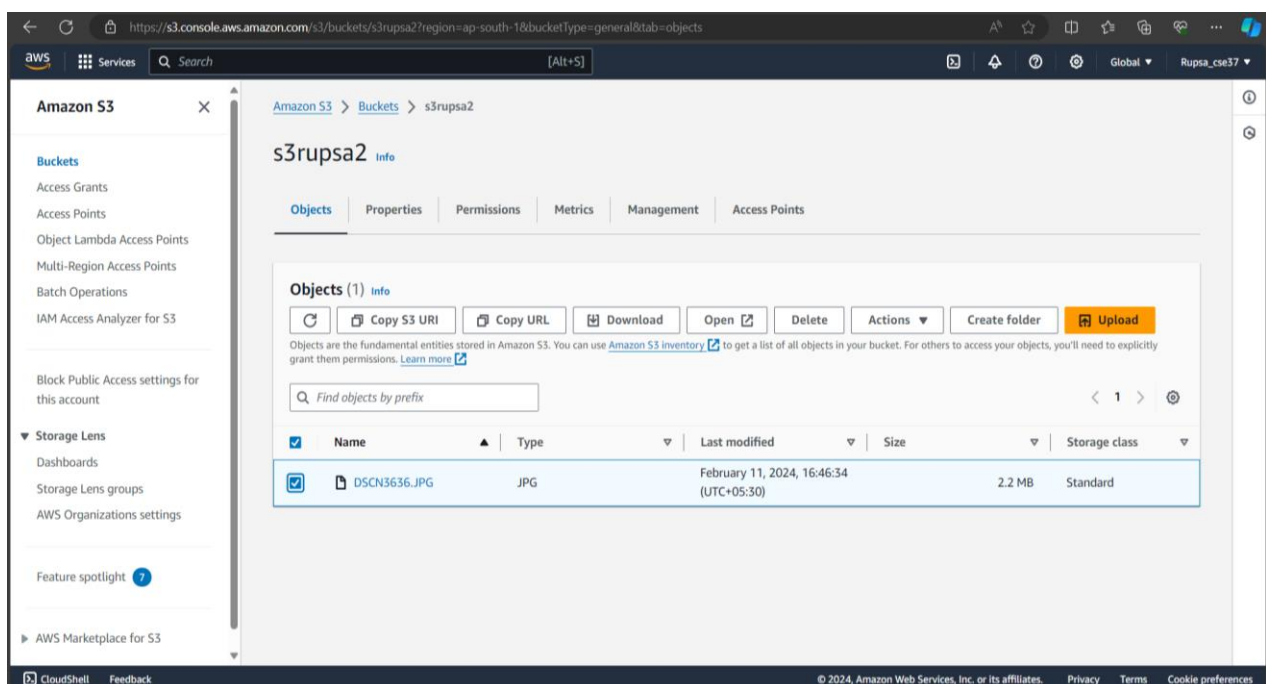 https://s3.console.aws.amazon.com/s3/buckets/s3rupsa2?region=ap-south-1&bucketType=general&tab=objects
aws Services Search [Alt+S] Global Rupsa_cse37
Amazon S3
Buckets
Access Grants
Access Points
Object Lambda Access Points
Multi-Region Access Points
Batch Operations
IAM Access Analyzer for S3
Block Public Access settings for
this account
Storage Lens
Dashboards
Storage Lens groups
AWS Organizations settings
Feature spotlight 7
AWS Marketplace for S3
Amazon S3 > Buckets > s3rupsa2
s3rupsa2 Info
Objects Properties Permissions Metrics Management Access Points
Objects (1) Info
Copy S3 URI Copy URL Download Open Delete Actions Create folder Upload
Objects are the fundamental entities stored in Amazon S3. You can use Amazon S3 inventory to get a list of all objects in your bucket. For others to access your objects, you'll need to explicitly
grant them permissions. Learn more
Find objects by prefix < 1 >
Name Type Last modified Size Storage class
DSCN3636.JPG JPG February 11, 2024, 16:46:34 2.2 MB Standard
(UTC+05:30)
CloudShell Feedback © 2024, Amazon Web Services, Inc. or its affiliates. Privacy Terms Cookie preferences